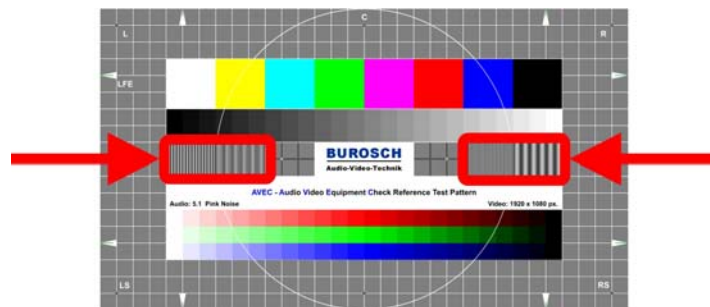 L C R
LFE
BUROSCH
Audio-Video-Technik
AVEC - Audio Video Equipment Check Reference Test Pattern
Audio: 5.1 Pink Noise Video: 1920 x 1080 px.
LS RS